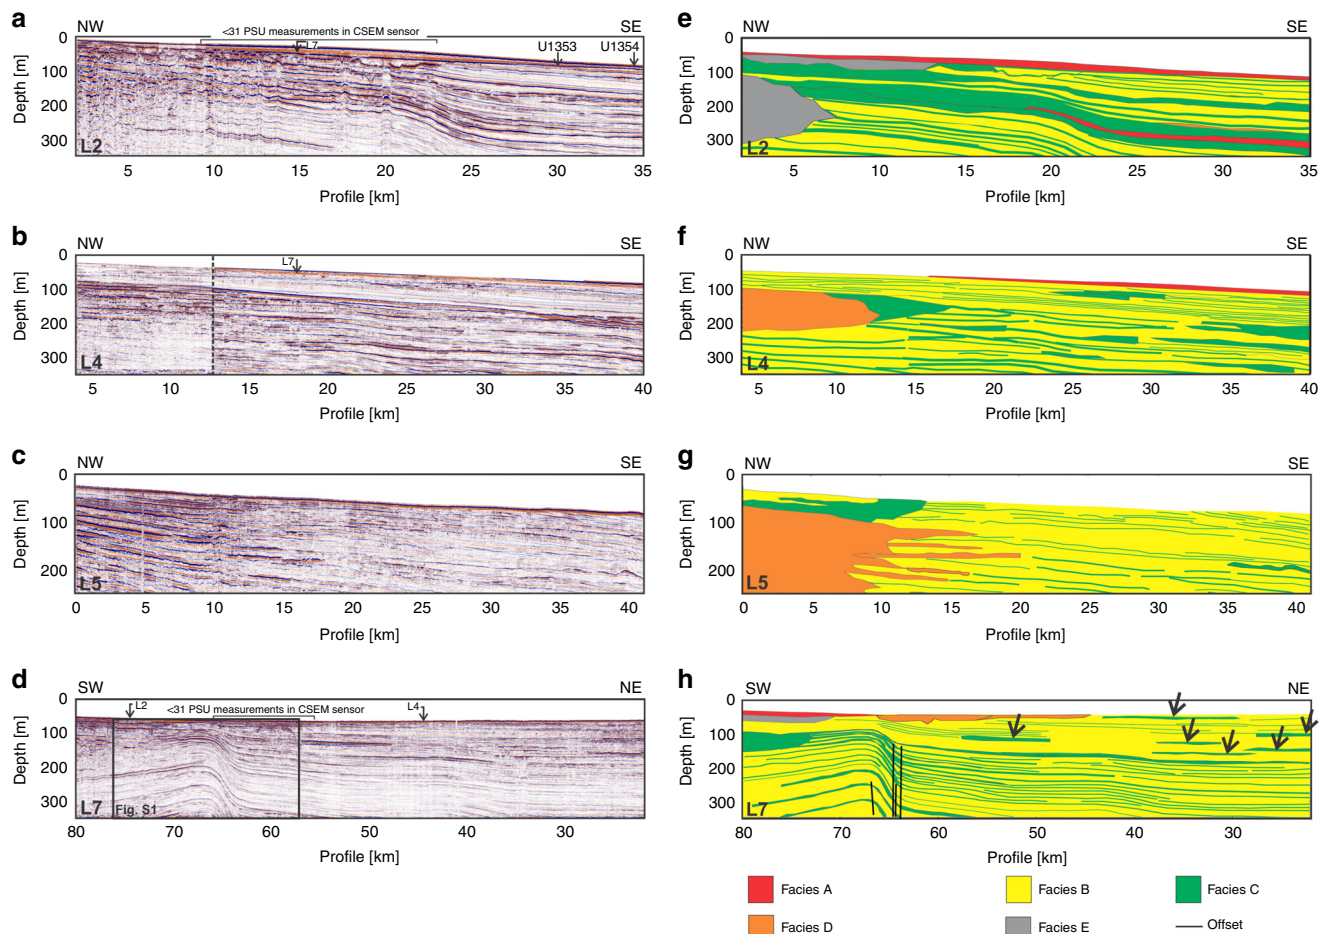 a
NW
<31 PSU measurements in CSEM sensor
SE
L7
U1353
U1354
0
100
200
300
Depth [m]
L2
5
10
15
20
25
30
35
Profile [km]
e
NW
SE
0
100
200
300
Depth [m]
L2
5
10
15
20
25
30
35
Profile [km]
b
NW
SE
L7
0
100
200
300
Depth [m]
L4
5
10
15
20
25
30
35
40
Profile [km]
f
NW
SE
0
100
200
300
Depth [m]
L4
5
10
15
20
25
30
35
40
Profile [km]
c
NW
SE
0
100
200
Depth [m]
L5
0
5
10
15
20
25
30
35
40
Profile [km]
g
NW
SE
0
100
200
Depth [m]
L5
0
5
10
15
20
25
30
35
40
Profile [km]
d
SW
NE
L2
<31 PSU measurements in CSEM sensor
L4
0
100
200
300
Depth [m]
L7
Fig. S1
80
70
60
50
40
30
Profile [km]
h
SW
NE
0
100
200
300
Depth [m]
L7
80
70
60
50
40
30
Profile [km]
Facies A
Facies B
Facies C
Facies D
Facies E
Offset